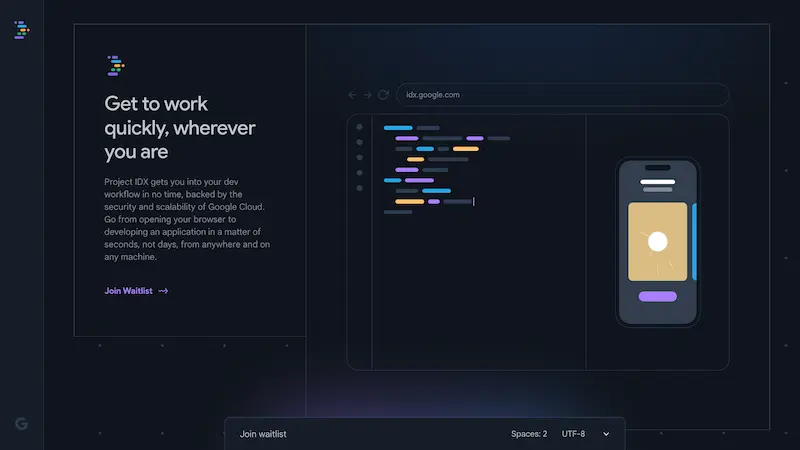 Get to work
quickly, wherever
you are
Project IDX gets you into your dev
workflow in no time, backed by the
security and scalability of Google Cloud.
Go from opening your browser to
developing an application in a matter of
seconds, not days, from anywhere and on
any machine.
Join Waitlist
idx.google.com
Join waitlist
Spaces: 2
UTF-8